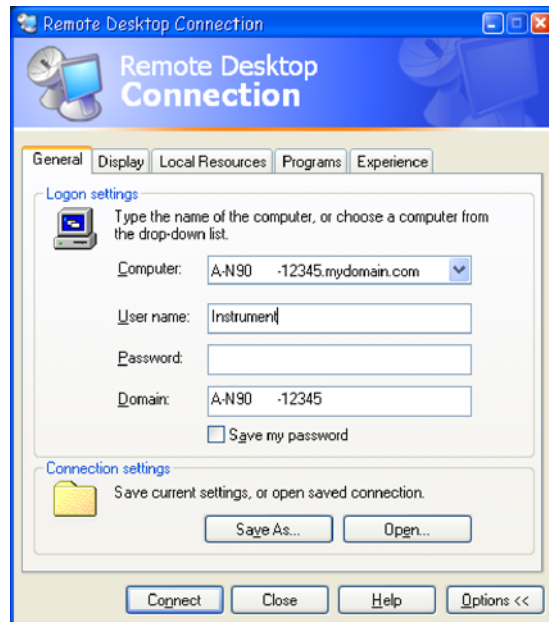 Remote Desktop Connection
Remote Desktop
Connection
General Display Local Resources Programs Experience
Logon settings
Type the name of the computer, or choose a computer from
the drop-down list.
Computer: A-N90 -12345.mydomain.com
User name: Instrument
Password:
Domain: A-N90 -12345
Save my password
Connection settings
Save current settings, or open saved connection.
Save As... Open...
Connect Close Help Options <<